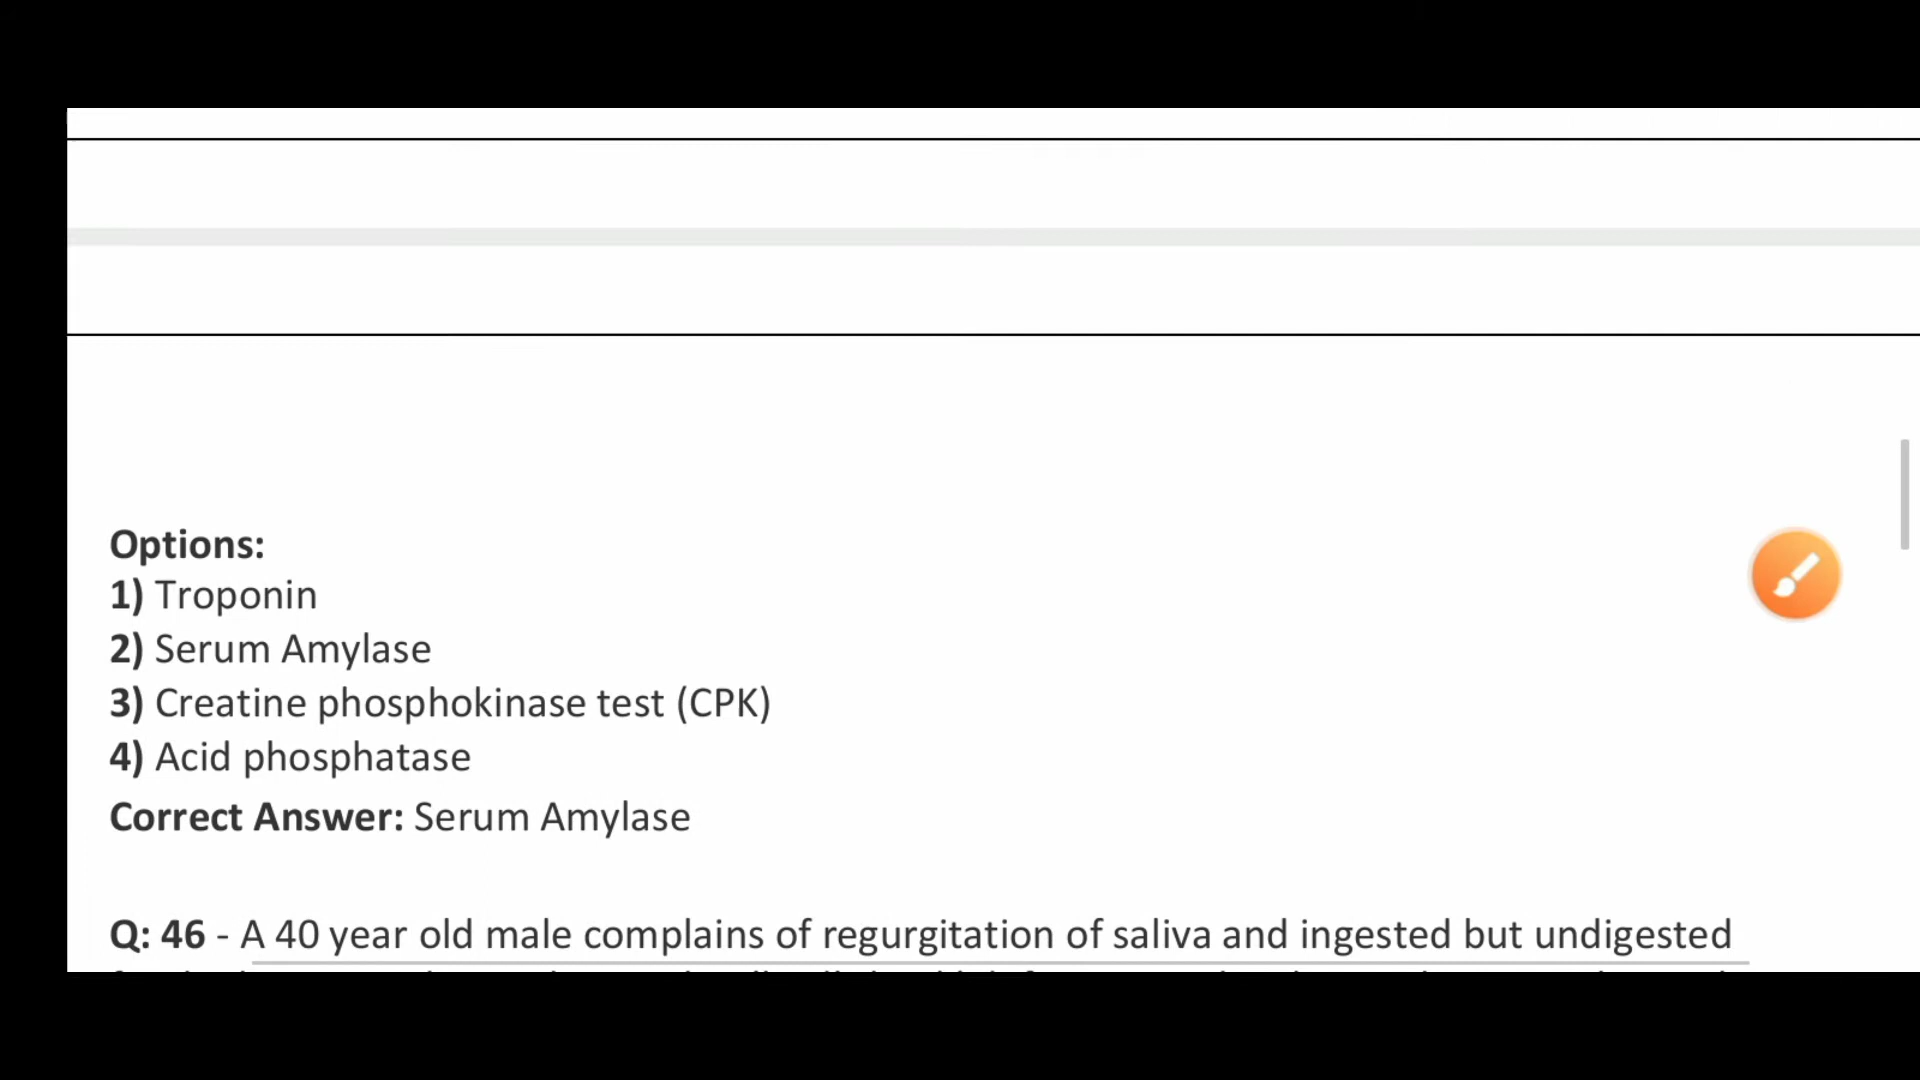 Options:
1) Troponin
2) Serum Amylase
3) Creatine phosphokinase test (CPK)
4) Acid phosphatase
Correct Answer: Serum Amylase
Q: 46 - A 40 year old male complains of regurgitation of saliva and ingested but undigested